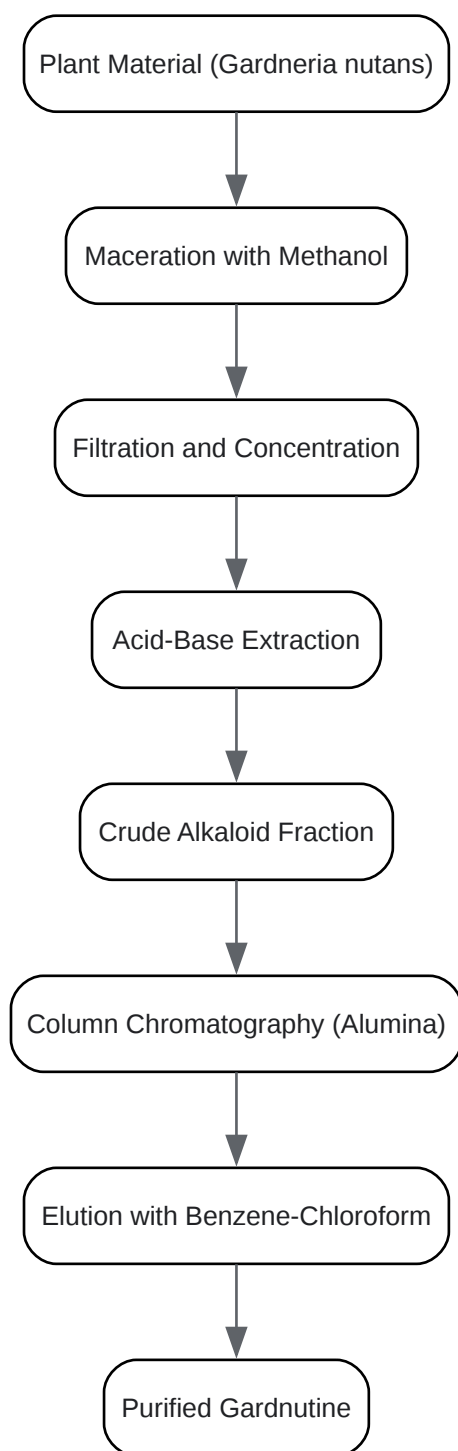 Plant Material (Gardneria nutans)
Maceration with Methanol
Filtration and Concentration
Acid-Base Extraction
Crude Alkaloid Fraction
Column Chromatography (Alumina)
Elution with Benzene-Chloroform
Purified Gardnutine